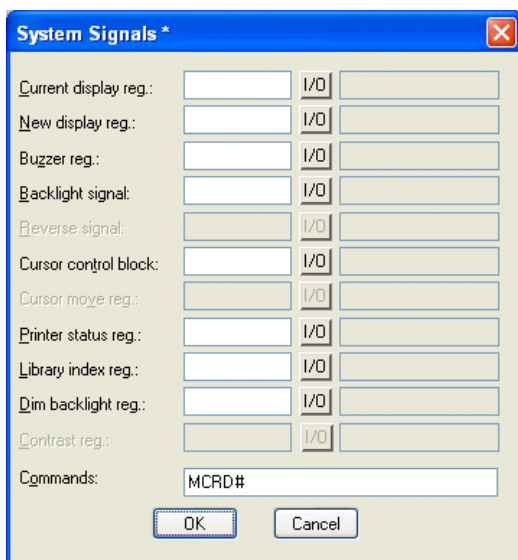 System Signals *
Current display reg.: I/O
New display reg.: I/O
Buzzer reg.: I/O
Backlight signal: I/O
Reverse signal: I/O
Cursor control block: I/O
Cursor move reg.: I/O
Printer status reg.: I/O
Library index reg.: I/O
Dim backlight reg.: I/O
Contrast reg.: I/O
Commands: MCRD#
OK Cancel